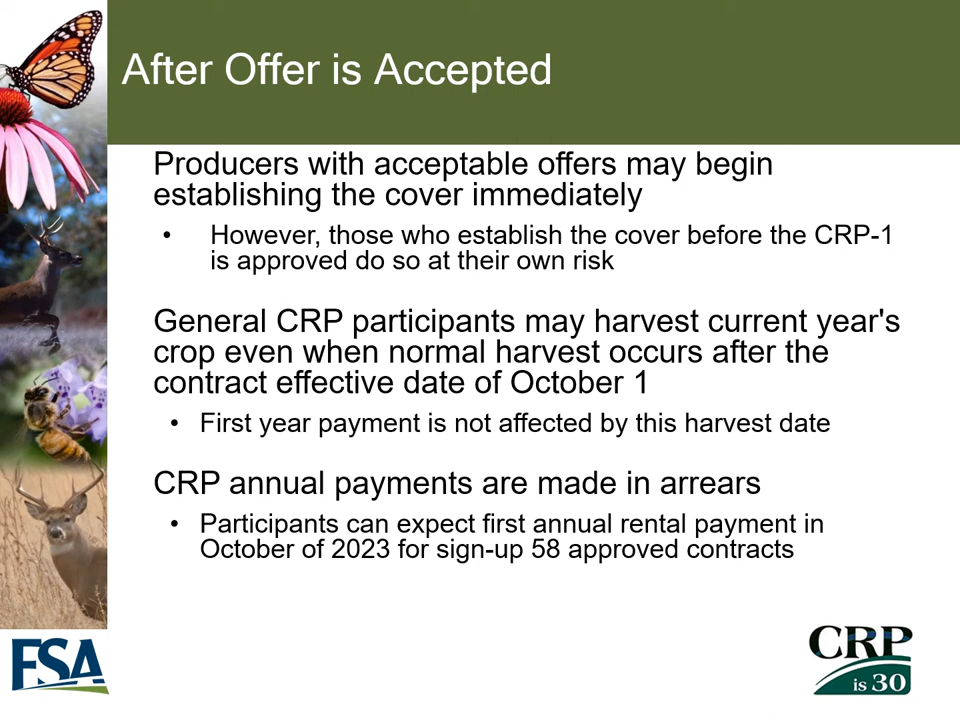 After Offer is Accepted
Producers with acceptable offers may begin
establishing the cover immediately
• However, those who establish the cover before the CRP-1
is approved do so at their own risk
General CRP participants may harvest current year's
crop even when normal harvest occurs after the
contract effective date of October 1
• First year payment is not affected by this harvest date
CRP annual payments are made in arrears
• Participants can expect first annual rental payment in
October of 2023 for sign-up 58 approved contracts
FSA
CRP
is 30